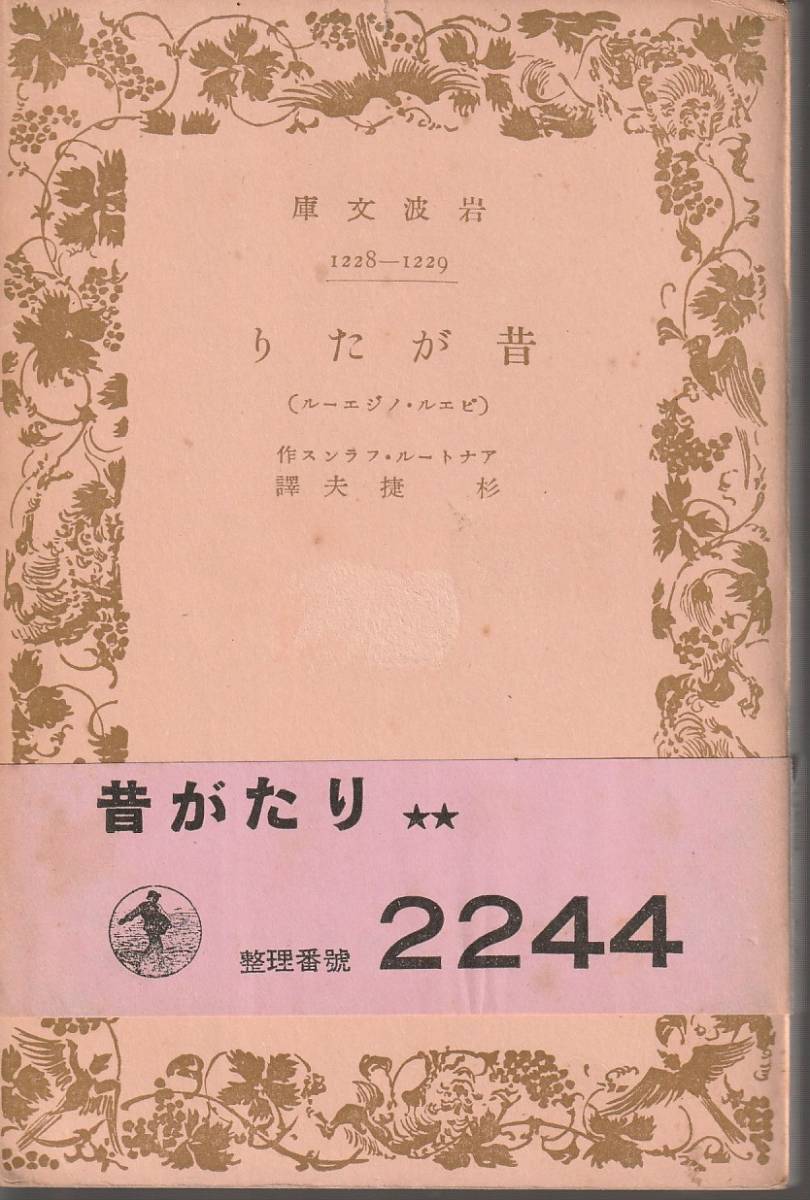 岩波文庫
1228—1229
昔がたり
(ピエル・ノジエール)
アナトール・フランス作
杉 捷夫譯
昔がたり ★★
整理番號 2244